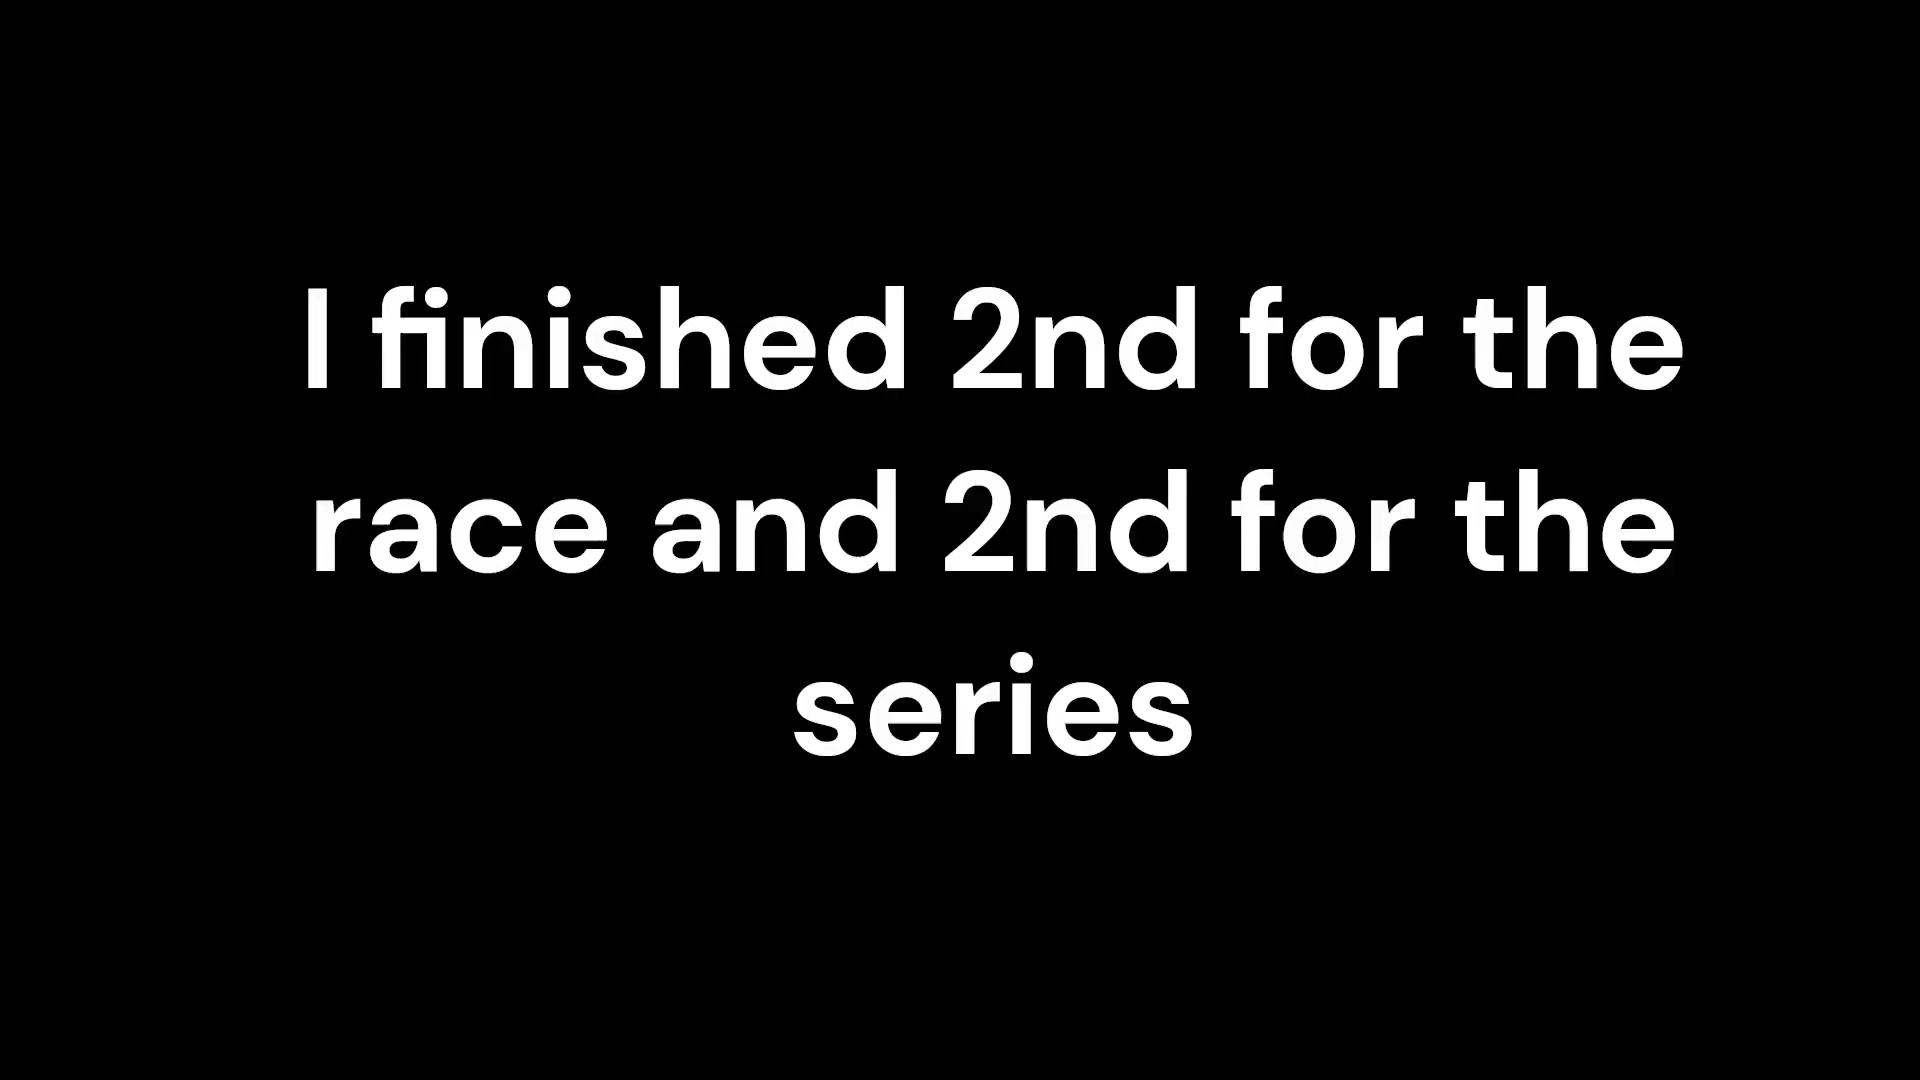 I finished 2nd for the
race and 2nd for the
series